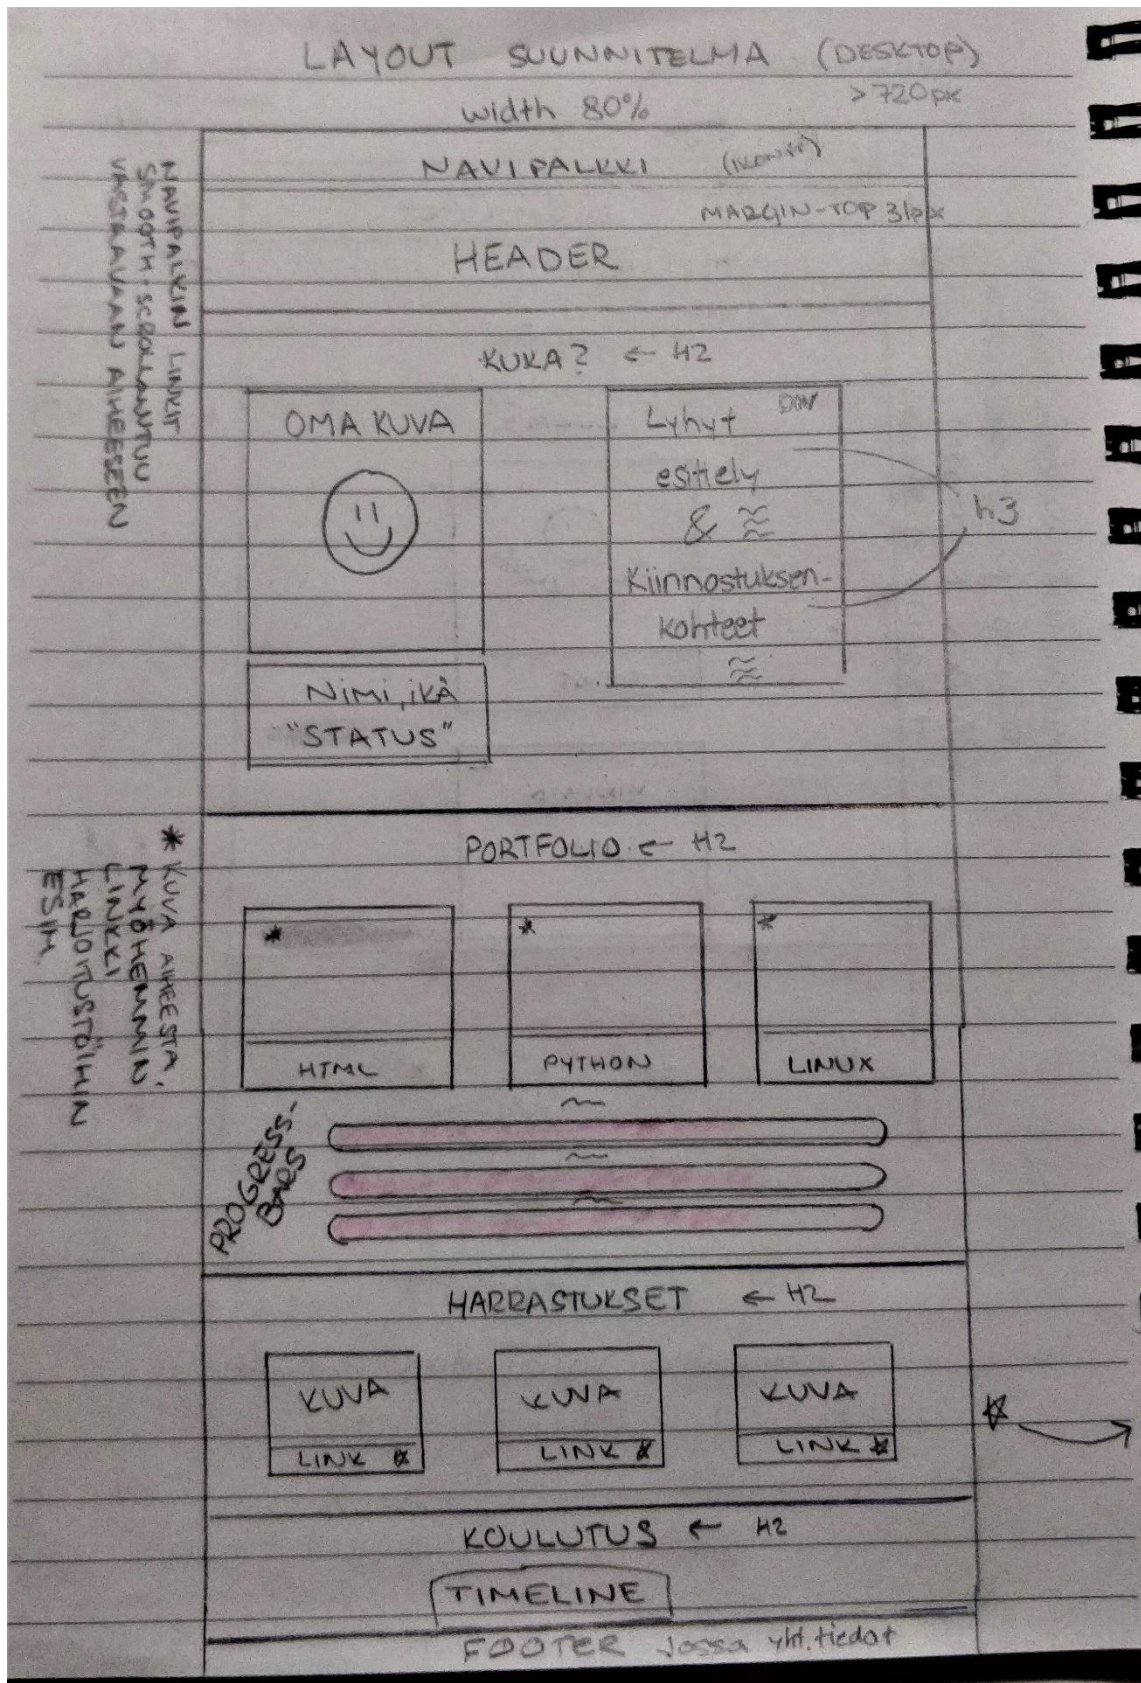 LAYOUT SUUNNITELMA (DESKTOP)
>720px
width 80%
NAVIPALKKI
MARGIN-TOP 31px
HEADER
NAVIPALKIN LINKIT
SMOOTH-SCROLLAANTUU
VASTAAVAAN AIHEESEEN
KUKA? ← H2
OMA KUVA
NIMI, IKÄ
"STATUS"
DIV
Lyhyt
esittely
&
Kiinnostuksen-
kohteet
h3
PORTFOLIO ← H2
* KUVA AIHEESTA,
MYÖHEMMIN
LINKKI
HARJOITUSTÖIHIN
ESIM.
* * *
HTML PYTHON LINUX
PROGRESS-
BARS
HARRASTUKSET ← H2
KUVA KUVA KUVA
LINK ☆ LINK ☆ LINK ☆
☆ →
KOULUTUS ← H2
TIMELINE
FOOTER jossa yht.tiedot